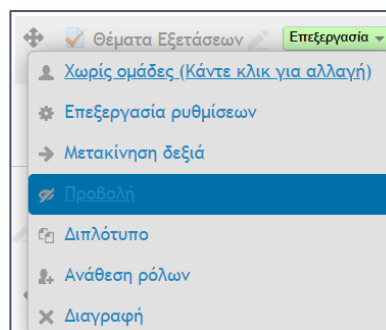 Θέματα Εξετάσεων Επεξεργασία
Χωρίς ομάδες (Κάντε κλικ για αλλαγή)
Επεξεργασία ρυθμίσεων
Μετακίνηση δεξιά
Προβολή
Διπλότυπο
Ανάθεση ρόλων
Διαγραφή